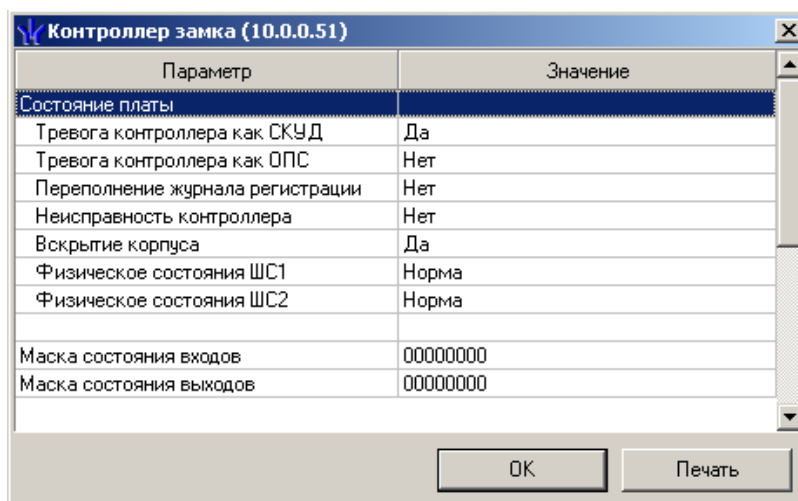 Контроллер замка (10.0.0.51)
Параметр Значение
Состояние платы
Тревога контроллера как СКУД Да
Тревога контроллера как ОПС Нет
Переполнение журнала регистрации Нет
Неисправность контроллера Нет
Вскрытие корпуса Да
Физическое состояния ШС1 Норма
Физическое состояния ШС2 Норма
Маска состояния входов 00000000
Маска состояния выходов 00000000
OK Печать